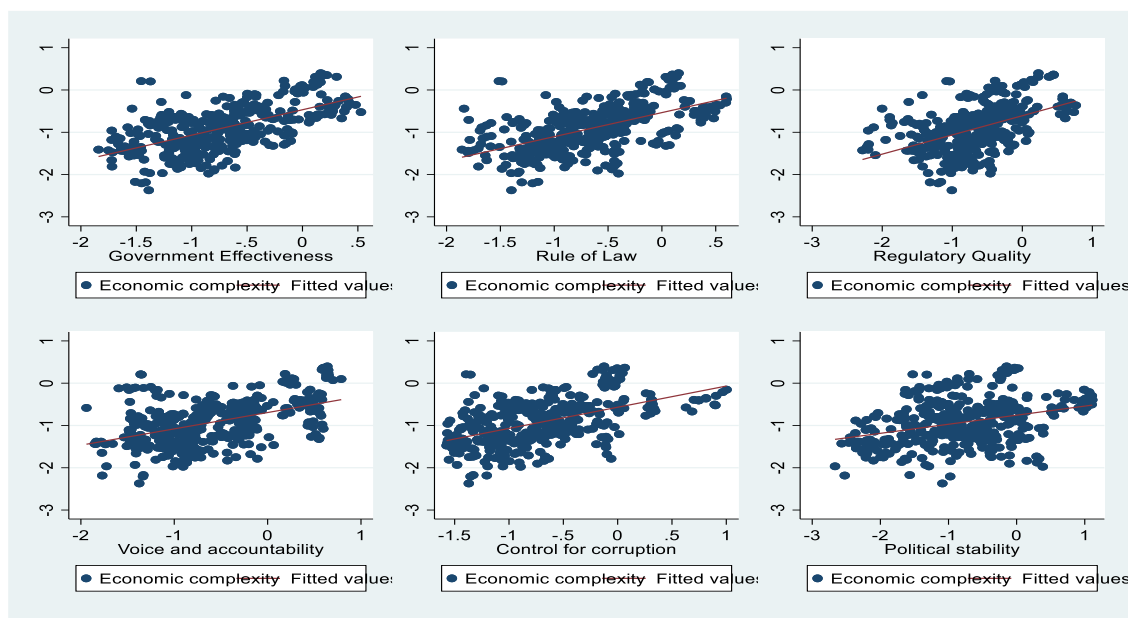 1
0
-1
-2
-3
-2 -1.5 -1 -.5 0 .5
Government Effectiveness
Economic complexity Fitted values
1
0
-1
-2
-3
-2 -1.5 -1 -.5 0 .5
Rule of Law
Economic complexity Fitted values
1
0
-1
-2
-3
-3 -2 -1 0 1
Regulatory Quality
Economic complexity Fitted values
1
0
-1
-2
-3
-2 -1 0 1
Voice and accountability
Economic complexity Fitted values
1
0
-1
-2
-3
-1.5 -1 -.5 0 .5 1
Control for corruption
Economic complexity Fitted values
1
0
-1
-2
-3
-3 -2 -1 0 1
Political stability
Economic complexity Fitted values